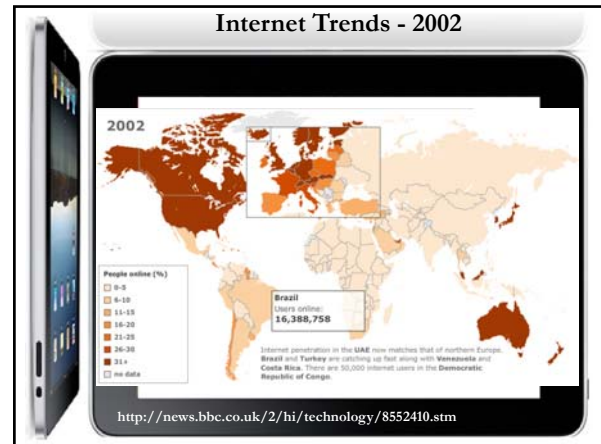 Internet Trends - 2002
2002
People online (%)
0-5
6-10
11-15
16-20
21-25
26-30
31+
no data
Brazil
Users online:
16,388,758
Internet penetration in the UAE now matches that of northern Europe.
Brazil and Turkey are catching up fast along with Venezuela and
Costa Rica. There are 50,000 internet users in the Democratic
Republic of Congo.
http://news.bbc.co.uk/2/hi/technology/8552410.stm